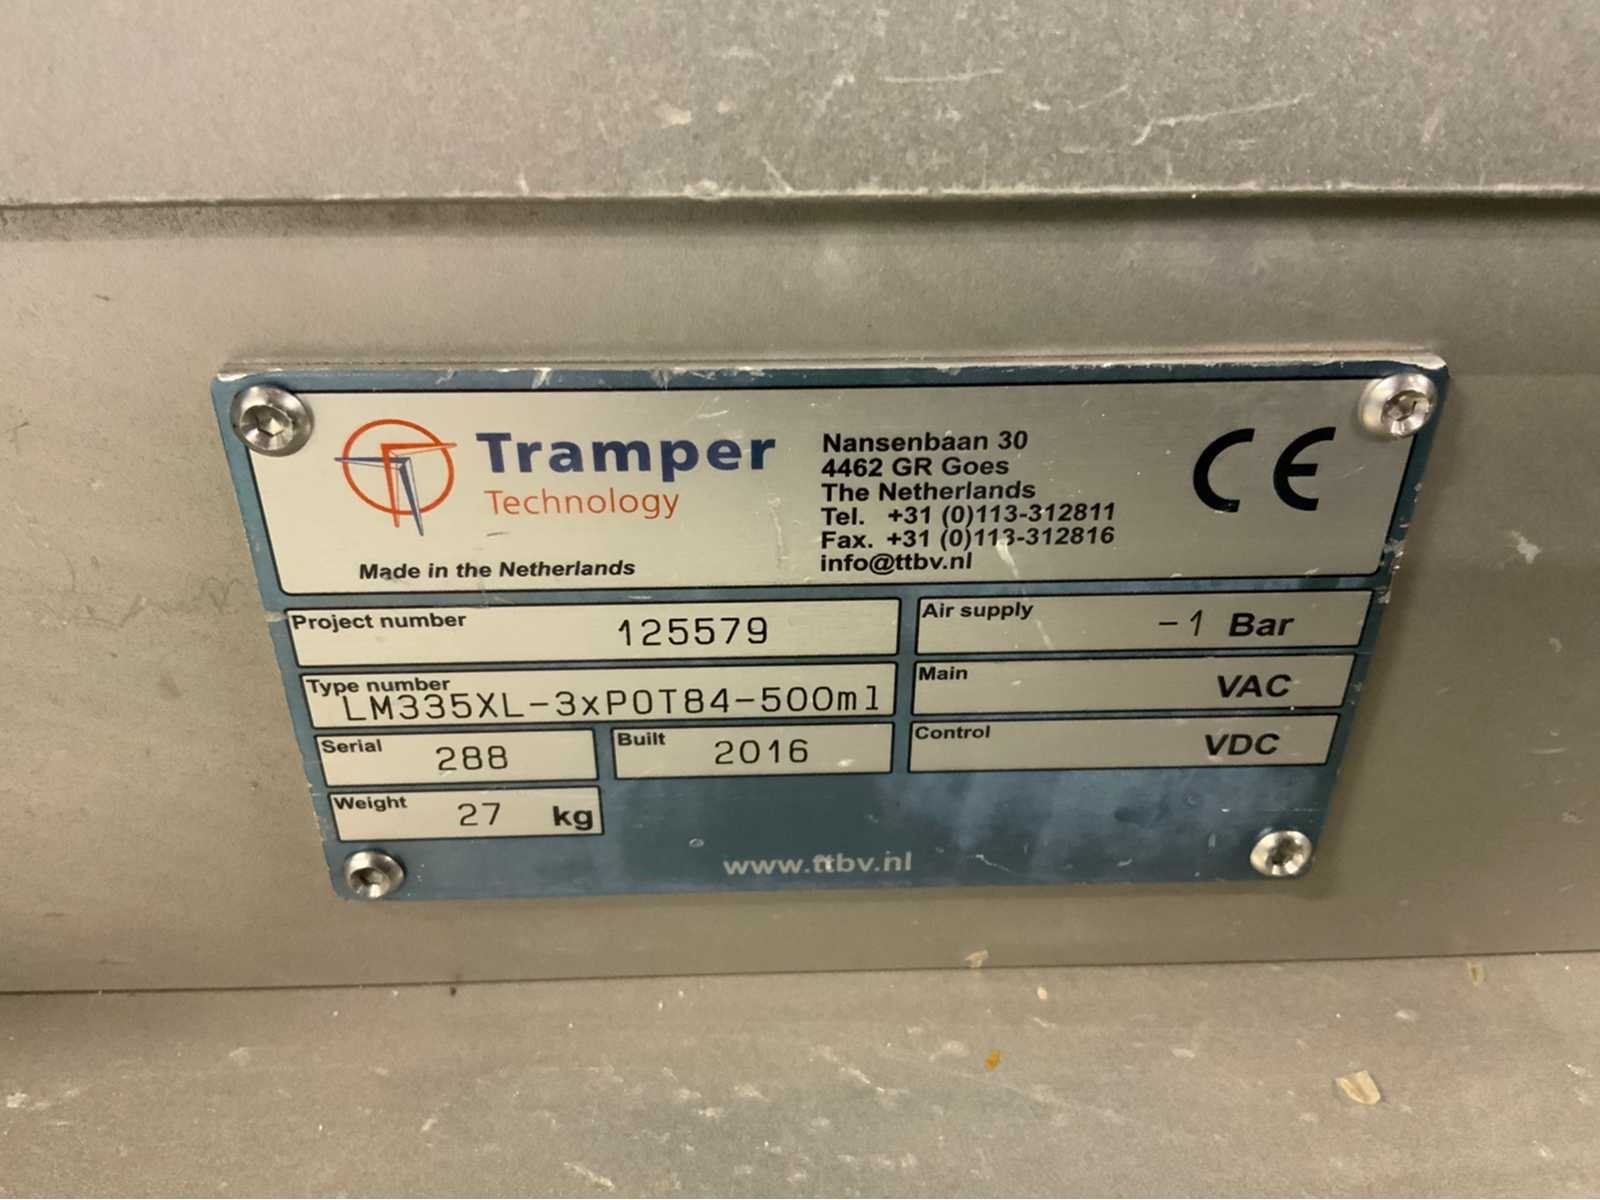 Tramper
Technology
Made in the Netherlands
Nansenbaan 30
4462 GR Goes
The Netherlands
Tel. +31 (0)113-312811
Fax. +31 (0)113-312816
info@ttbv.nl
CE
Project number 125579
Type number LM335XL-3xPOT84-500ml
Serial 288
Built 2016
Weight 27 kg
Air supply -1 Bar
Main VAC
Control VDC
www.ttbv.nl